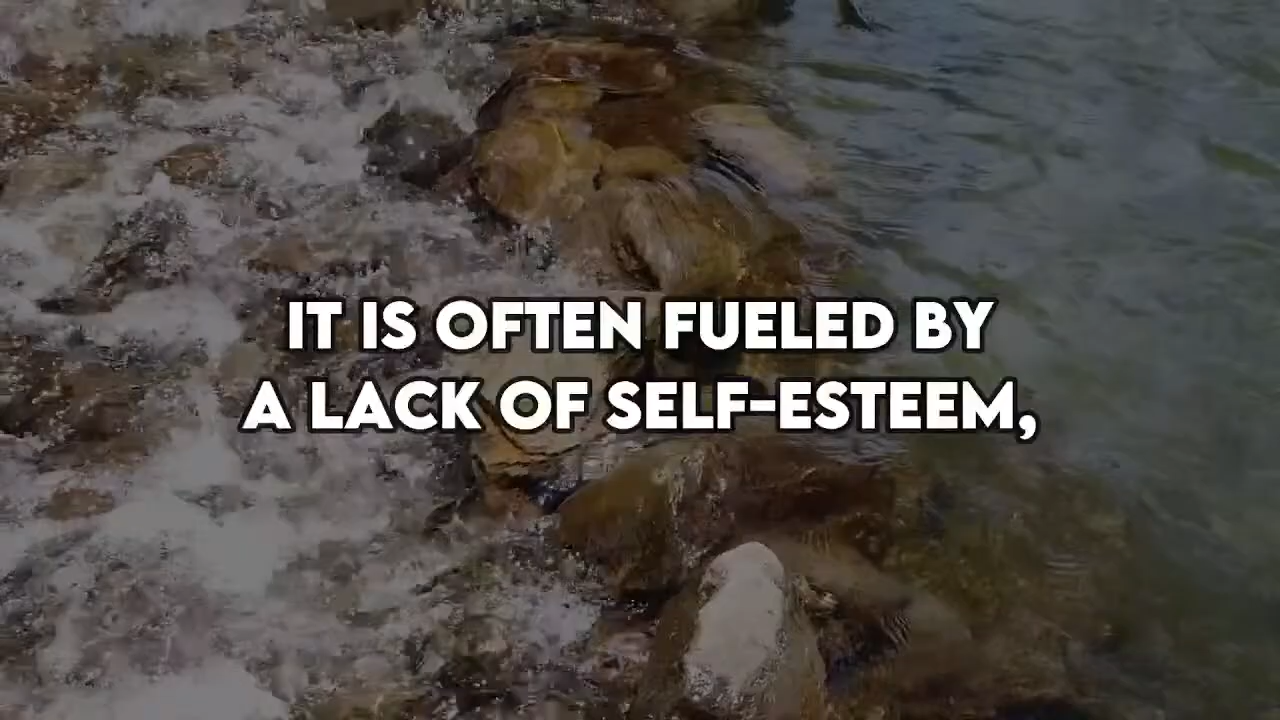 IT IS OFTEN FUELED BY
A LACK OF SELF-ESTEEM,